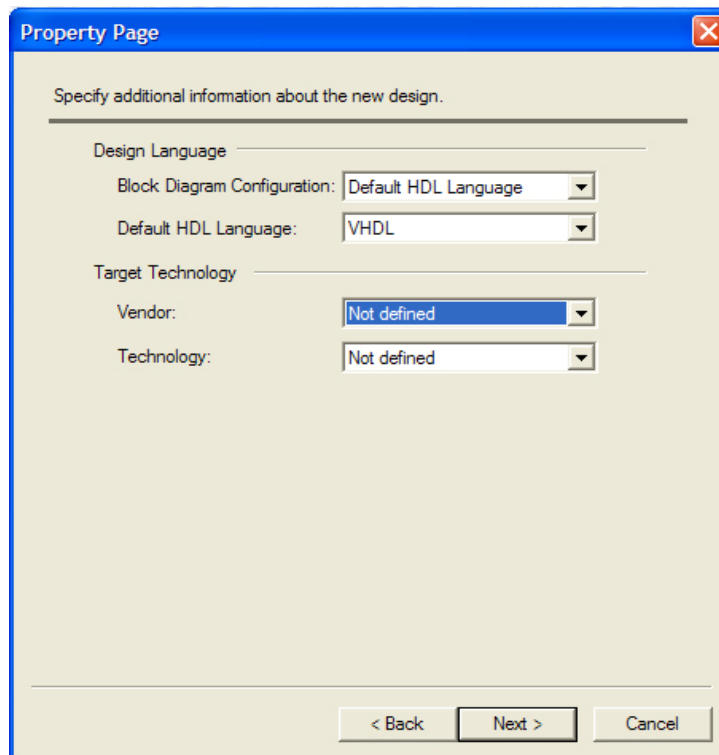 Property Page
Specify additional information about the new design.
Design Language
Block Diagram Configuration: Default HDL Language
Default HDL Language: VHDL
Target Technology
Vendor: Not defined
Technology: Not defined
< Back Next > Cancel